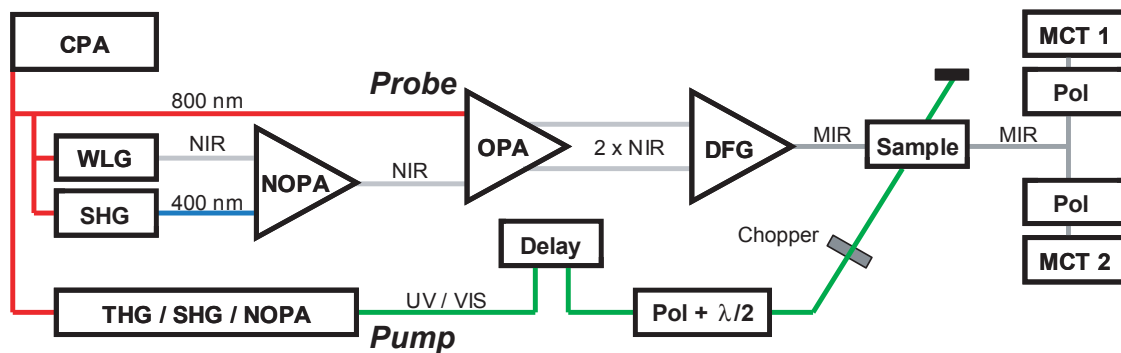 CPA
MCT 1
Probe
800 nm
Pol
WLG
NIR
NOPA
NIR
OPA
2 x NIR
DFG
MIR
Sample
MIR
SHG
400 nm
Pol
Chopper
Delay
MCT 2
THG / SHG / NOPA
UV / VIS
Pump
Pol + λ/2